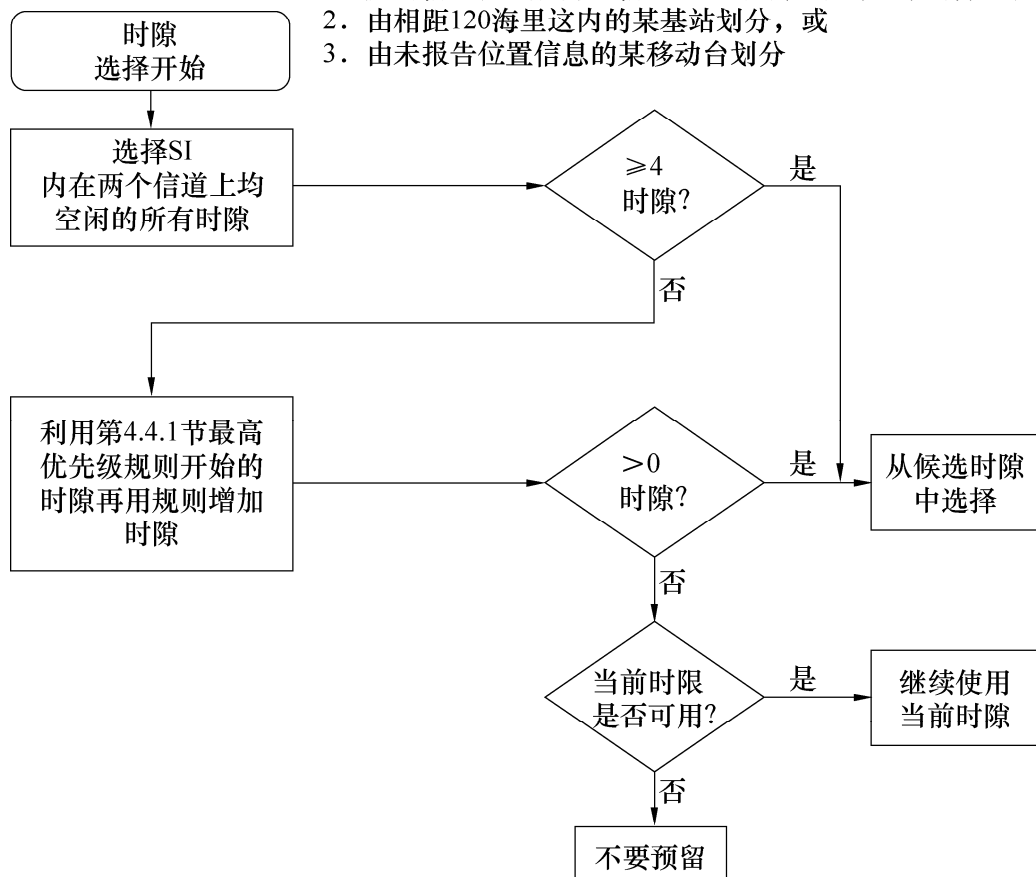 2．由相距120海里这内的某基站划分，或
3．由未报告位置信息的某移动台划分
时隙
选择开始
选择SI
内在两个信道上均
空闲的所有时隙
≥4
时隙？
是
否
利用第4.4.1节最高
优先级规则开始的
时隙再用规则增加
时隙
>0
时隙？
是
从候选时隙
中选择
否
当前时限
是否可用？
是
继续使用
当前时隙
否
不要预留